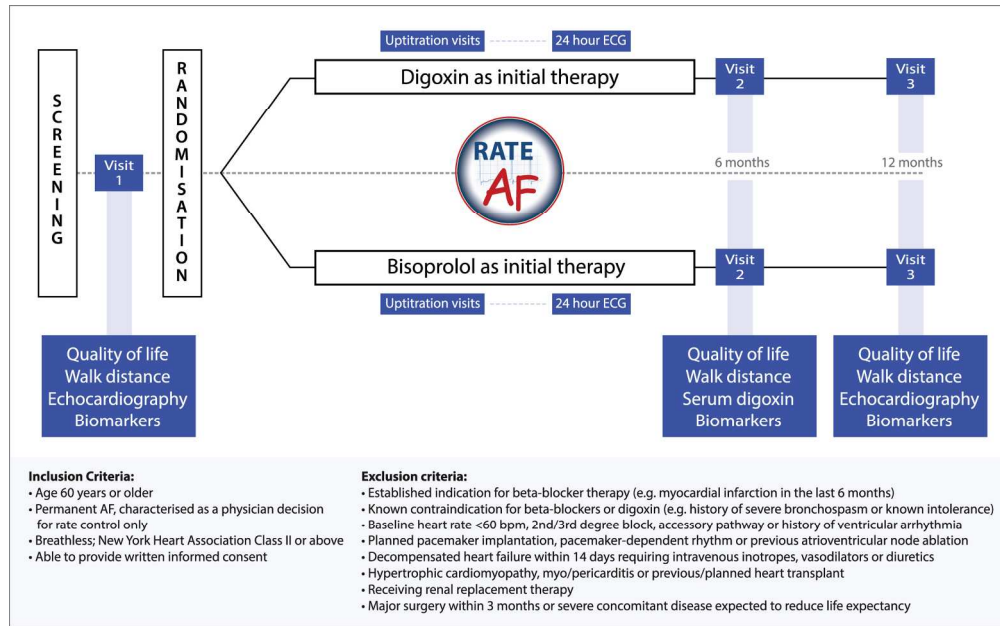 Uptitration visits 24 hour ECG
SCREENING
RANDOMISATION
Digoxin as initial therapy
Visit 2
Visit 3
Visit 1
RATE AF
6 months
12 months
Bisoprolol as initial therapy
Visit 2
Visit 3
Uptitration visits 24 hour ECG
Quality of life
Walk distance
Echocardiography
Biomarkers
Quality of life
Walk distance
Serum digoxin
Biomarkers
Quality of life
Walk distance
Echocardiography
Biomarkers
Inclusion Criteria:
• Age 60 years or older
• Permanent AF, characterised as a physician decision
for rate control only
• Breathless; New York Heart Association Class II or above
• Able to provide written informed consent
Exclusion criteria:
• Established indication for beta-blocker therapy (e.g. myocardial infarction in the last 6 months)
• Known contraindication for beta-blockers or digoxin (e.g. history of severe bronchospasm or known intolerance)
• Baseline heart rate <60 bpm, 2nd/3rd degree block, accessory pathway or history of ventricular arrhythmia
• Planned pacemaker implantation, pacemaker-dependent rhythm or previous atrioventricular node ablation
• Decompensated heart failure within 14 days requiring intravenous inotropes, vasodilators or diuretics
• Hypertrophic cardiomyopathy, myo/pericarditis or previous/planned heart transplant
• Receiving renal replacement therapy
• Major surgery within 3 months or severe concomitant disease expected to reduce life expectancy